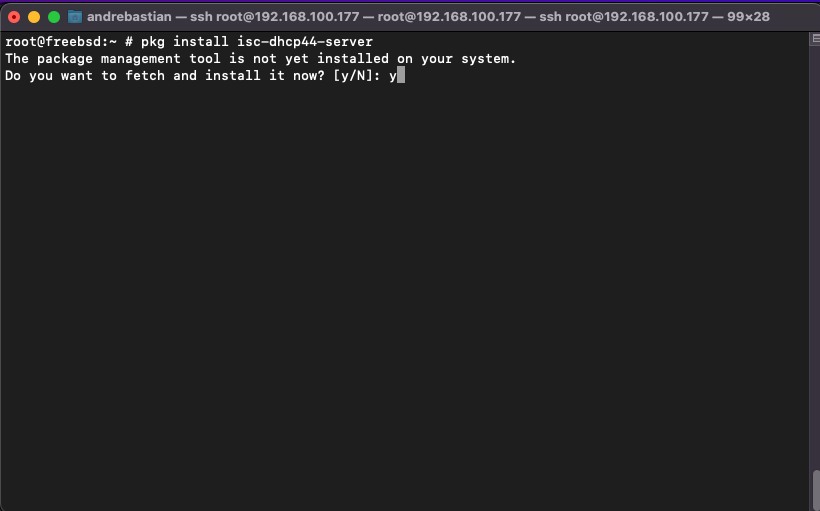 andrebastian — ssh root@192.168.100.177 — root@192.168.100.177 — ssh root@192.168.100.177 — 99×28
root@freebsd:~ # pkg install isc-dhcp44-server
The package management tool is not yet installed on your system.
Do you want to fetch and install it now? [y/N]: y